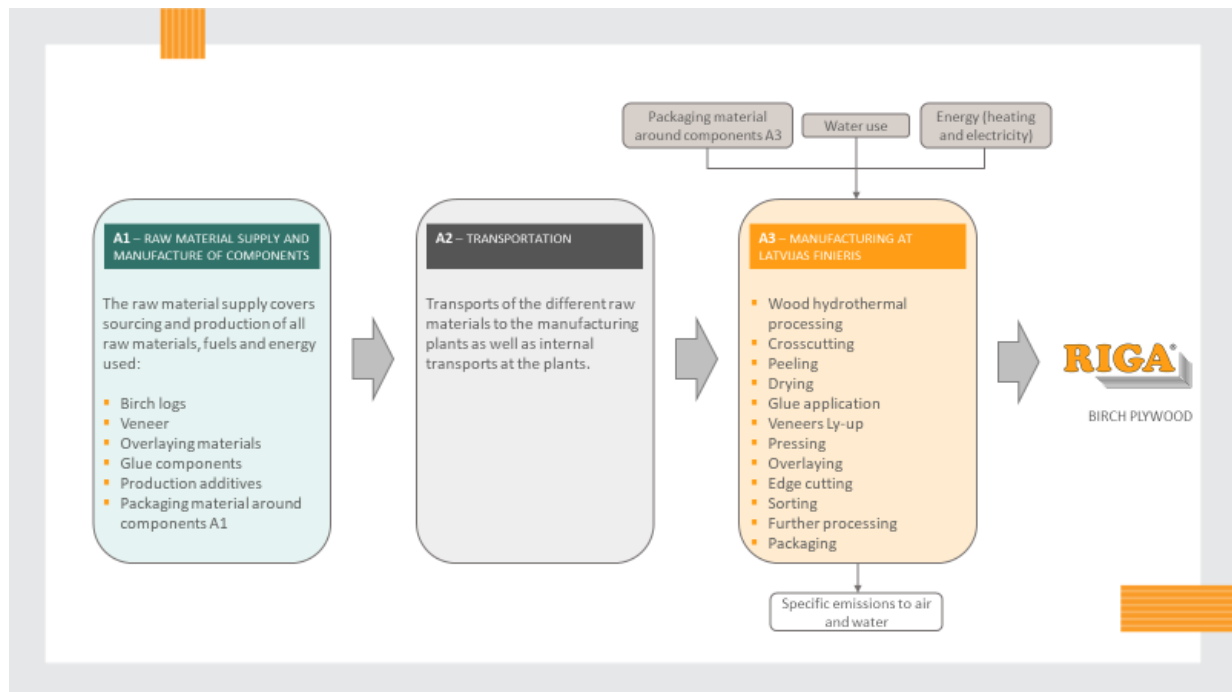 Packaging material
around components A3
Water use
Energy (heating
and electricity)
A1 – RAW MATERIAL SUPPLY AND
MANUFACTURE OF COMPONENTS
The raw material supply covers
sourcing and production of all
raw materials, fuels and energy
used:
Birch logs
Veneer
Overlaying materials
Glue components
Production additives
Packaging material around
components A1
A2 – TRANSPORTATION
Transports of the different raw
materials to the manufacturing
plants as well as internal
transports at the plants.
A3 – MANUFACTURING AT
LATVIJAS FINIERIS
Wood hydrothermal
processing
Crosscutting
Peeling
Drying
Glue application
Veneers Ly-up
Pressing
Overlaying
Edge cutting
Sorting
Further processing
Packaging
RIGA®
BIRCH PLYWOOD
Specific emissions to air
and water